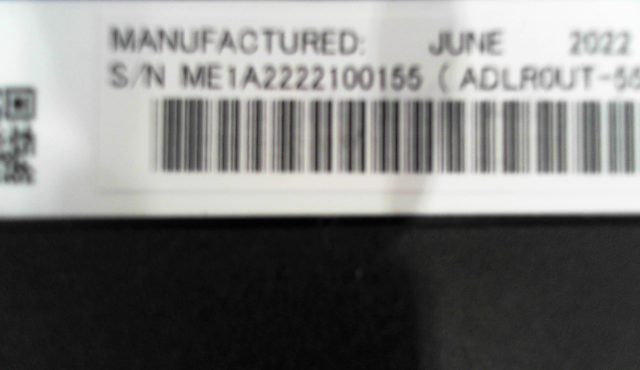 MANUFACTURED: JUNE 2022
S/N ME1A2222100155 ( ADLR0UT-55